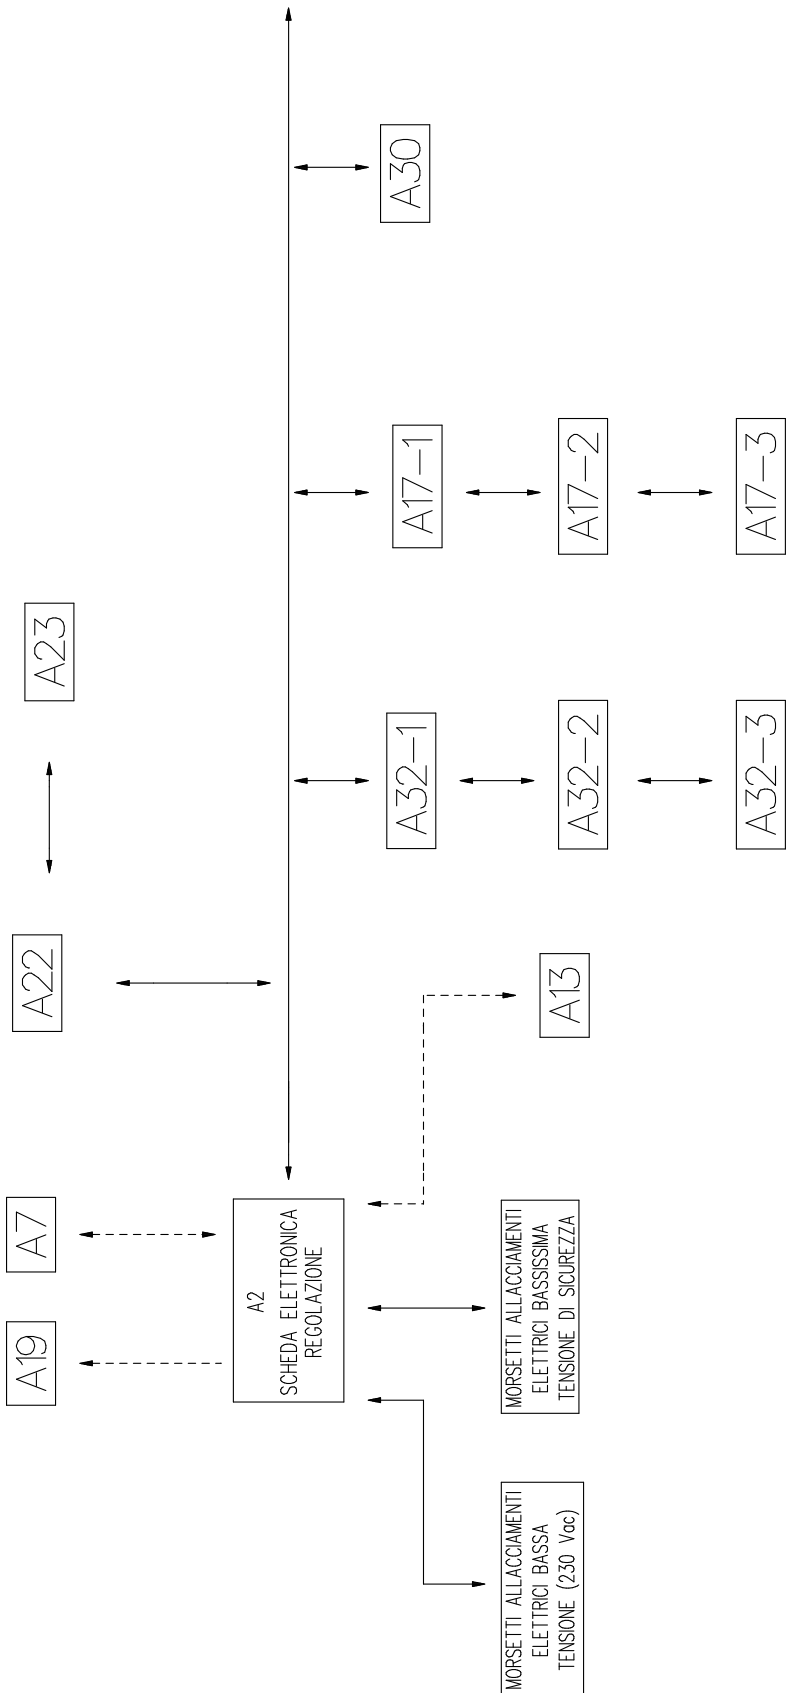 A19
A7
A22
A23
A2
SCHEDA ELETTRONICA
REGOLAZIONE
A30
A32-1
A17-1
MORSETTI ALLACCIAMENTI
ELETTRICI BASSA
TENSIONE (230 Vac)
MORSETTI ALLACCIAMENTI
ELETTRICI BASSISSIMA
TENSIONE DI SICUREZZA
A13
A32-2
A17-2
A32-3
A17-3